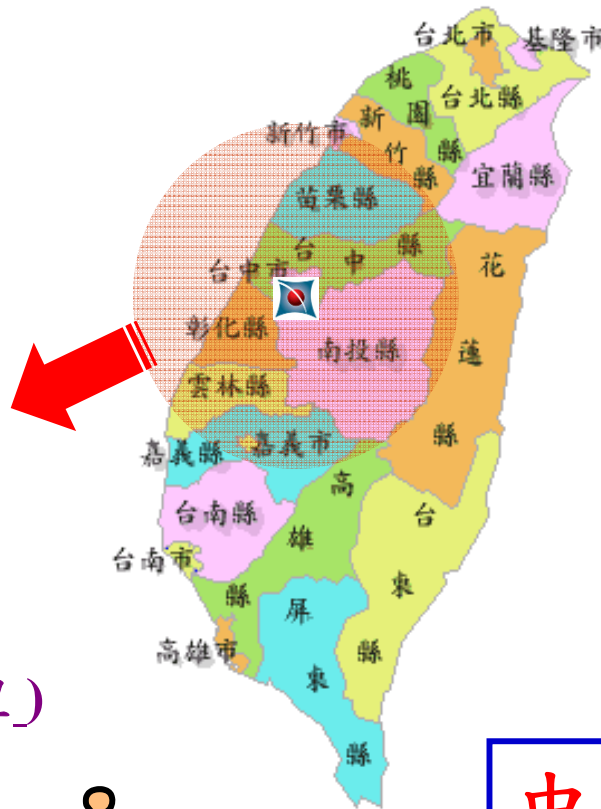 台北市
基隆市
桃園縣
台北縣
新竹市
新竹縣
宜蘭縣
苗栗縣
台中縣
台中市
花蓮縣
彰化縣
南投縣
雲林縣
嘉義縣
嘉義市
高雄縣
台南縣
台東縣
台南市
屏東縣
高雄市
)